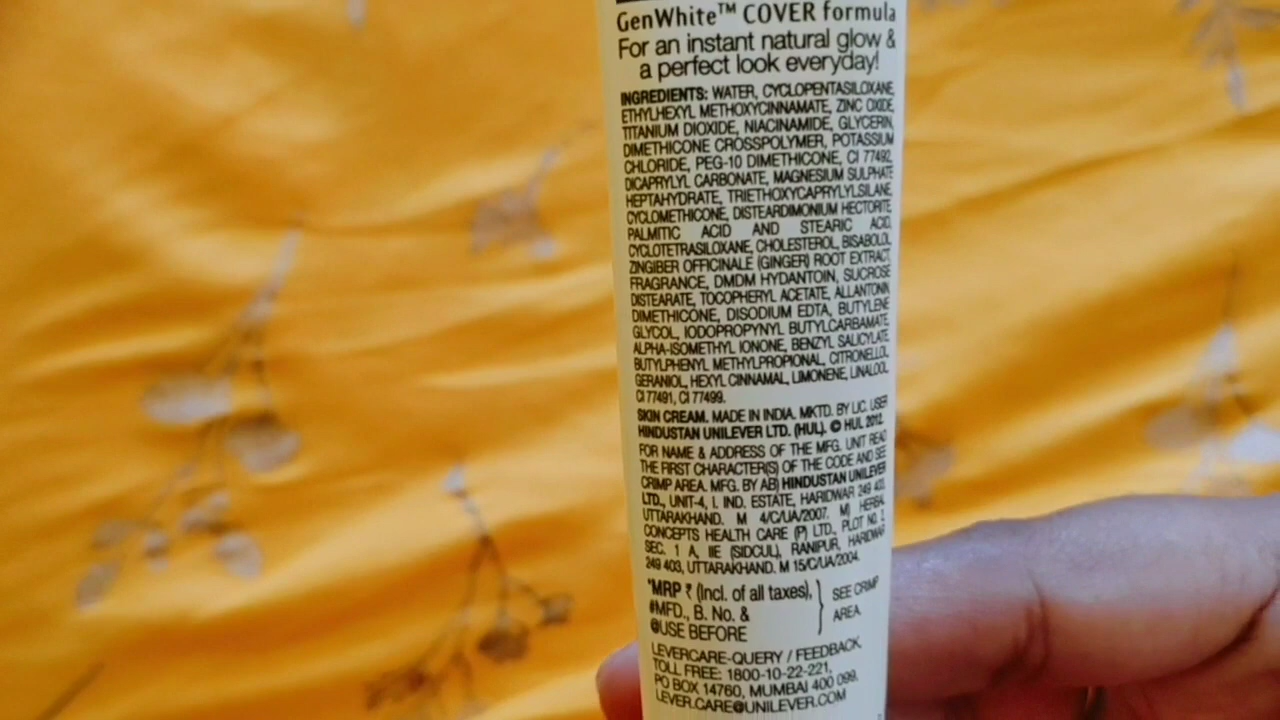 GenWhite™ COVER formula
For an instant natural glow &
a perfect look everyday!
INGREDIENTS: WATER, CYCLOPENTASILOXANE,
ETHYLHEXYL METHOXYCINNAMATE, ZINC OXIDE,
TITANIUM DIOXIDE, NIACINAMIDE, GLYCERIN,
DIMETHICONE CROSSPOLYMER, POTASSIUM
CHLORIDE, PEG-10 DIMETHICONE, CI 77492,
DICAPRYLYL CARBONATE, MAGNESIUM SULPHATE
HEPTAHYDRATE, TRIETHOXYCAPRYLYLSILANE,
CYCLOMETHICONE, DISTEARDIMONIUM HECTORITE,
PALMITIC ACID AND STEARIC ACID,
CYCLOTETRASILOXANE, CHOLESTEROL, BISABOLOL,
ZINGIBER OFFICINALE (GINGER) ROOT EXTRACT,
FRAGRANCE, DMDM HYDANTOIN, SUCROSE
DISTEARATE, TOCOPHERYL ACETATE, ALLANTOIN,
DIMETHICONE, DISODIUM EDTA, BUTYLENE
GLYCOL, IODOPROPYNYL BUTYLCARBAMATE,
ALPHA-ISOMETHYL IONONE, BENZYL SALICYLATE,
BUTYLPHENYL METHYLPROPIONAL, CITRONELLOL,
GERANIOL, HEXYL CINNAMAL, LIMONENE, LINALOOL,
CI 77491, CI 77499.
SKIN CREAM. MADE IN INDIA. MKTD. BY LIC. USER
HINDUSTAN UNILEVER LTD. (HUL). © HUL 2012.
FOR NAME & ADDRESS OF THE MFG. UNIT READ
THE FIRST CHARACTER(S) OF THE CODE AND SEE
CRIMP AREA. MFG. BY AB) HINDUSTAN UNILEVER
LTD., UNIT-4, I. IND. ESTATE, HARIDWAR 249 403,
UTTARAKHAND. M 4/C/UA/2007. M) HERBAL
CONCEPTS HEALTH CARE (P) LTD., PLOT NO. 2,
SEC. 1 A, IIE (SIDCUL), RANIPUR, HARIDWAR
249 403, UTTARAKHAND. M 15/C/UA/2004.
*MRP ₹ (Incl. of all taxes),
#MFD., B. No. &
@USE BEFORE
SEE CRIMP
AREA.
LEVERCARE-QUERY / FEEDBACK
TOLL FREE: 1800-10-22-221,
PO BOX 14760, MUMBAI 400 099.
LEVER.CARE@UNILEVER.COM